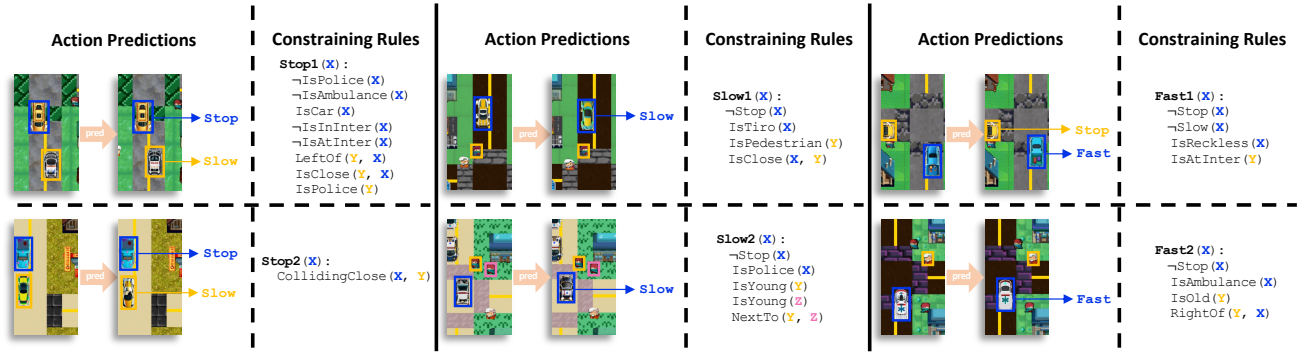 Action Predictions
Constraining Rules
pred
Stop
Slow
Stop1(X):
¬IsPolice(X)
¬IsAmbulance(X)
IsCar(X)
¬IsInInter(X)
¬IsAtInter(X)
LeftOf(Y, X)
IsClose(Y, X)
IsPolice(Y)
pred
Stop
Slow
Stop2(X):
CollidingClose(X, Y)
Action Predictions
Constraining Rules
pred
Slow
Slow1(X):
¬Stop(X)
IsTiro(X)
IsPedestrian(Y)
IsClose(X, Y)
pred
Slow
Slow2(X):
¬Stop(X)
IsPolice(X)
IsYoung(Y)
IsYoung(Z)
NextTo(Y, Z)
Action Predictions
Constraining Rules
pred
Stop
Fast
Fast1(X):
¬Stop(X)
¬Slow(X)
IsReckless(X)
IsAtInter(Y)
pred
Fast
Fast2(X):
¬Stop(X)
IsAmbulance(X)
IsOld(Y)
RightOf(Y, X)